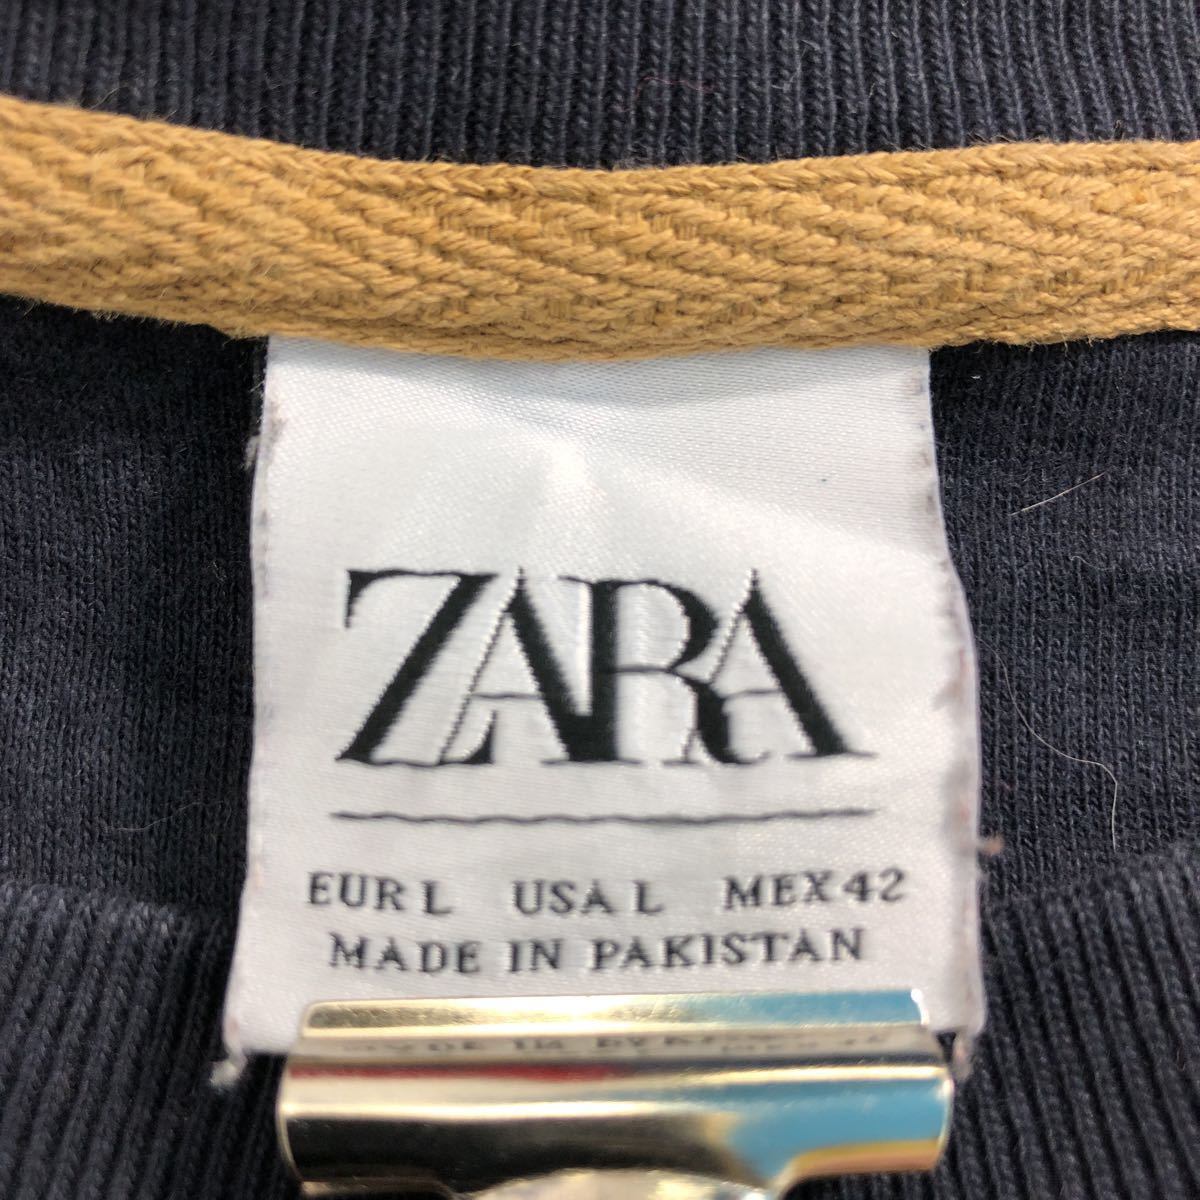 ZARA
EUR L USA L MEX 42
MADE IN PAKISTAN